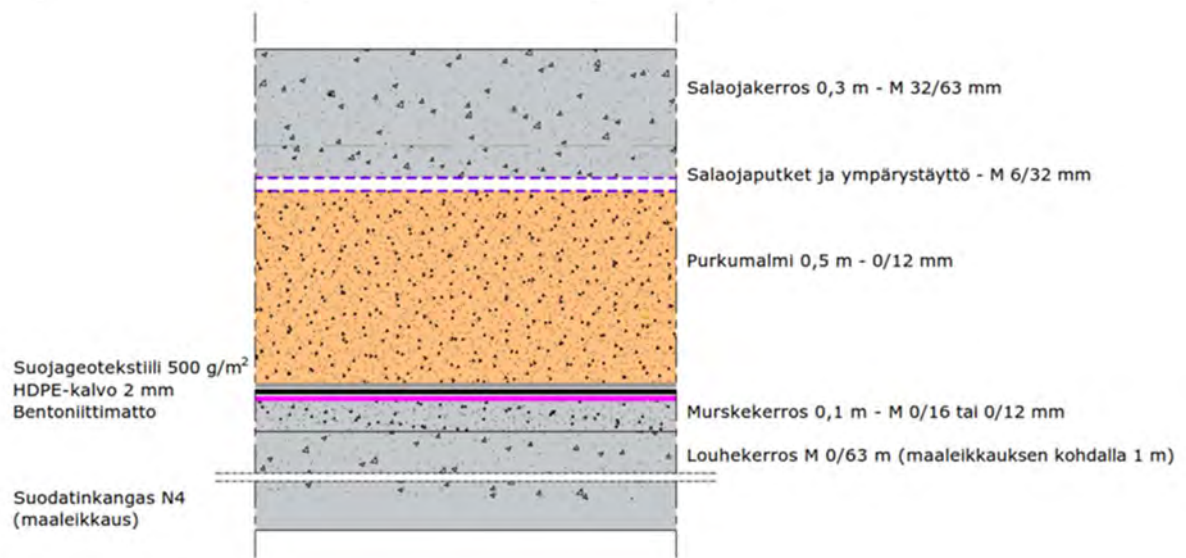 Salaojakerros 0,3 m - M 32/63 mm
Salaojaputket ja ympärystäyttö - M 6/32 mm
Purkumalmi 0,5 m - 0/12 mm
Suojageotekstiili 500 g/m²
HDPE-kalvo 2 mm
Bentoniittimatto
Murskekerros 0,1 m - M 0/16 tai 0/12 mm
Louhekerros M 0/63 m (maaleikkauksen kohdalla 1 m)
Suodatinkangas N4
(maaleikkaus)